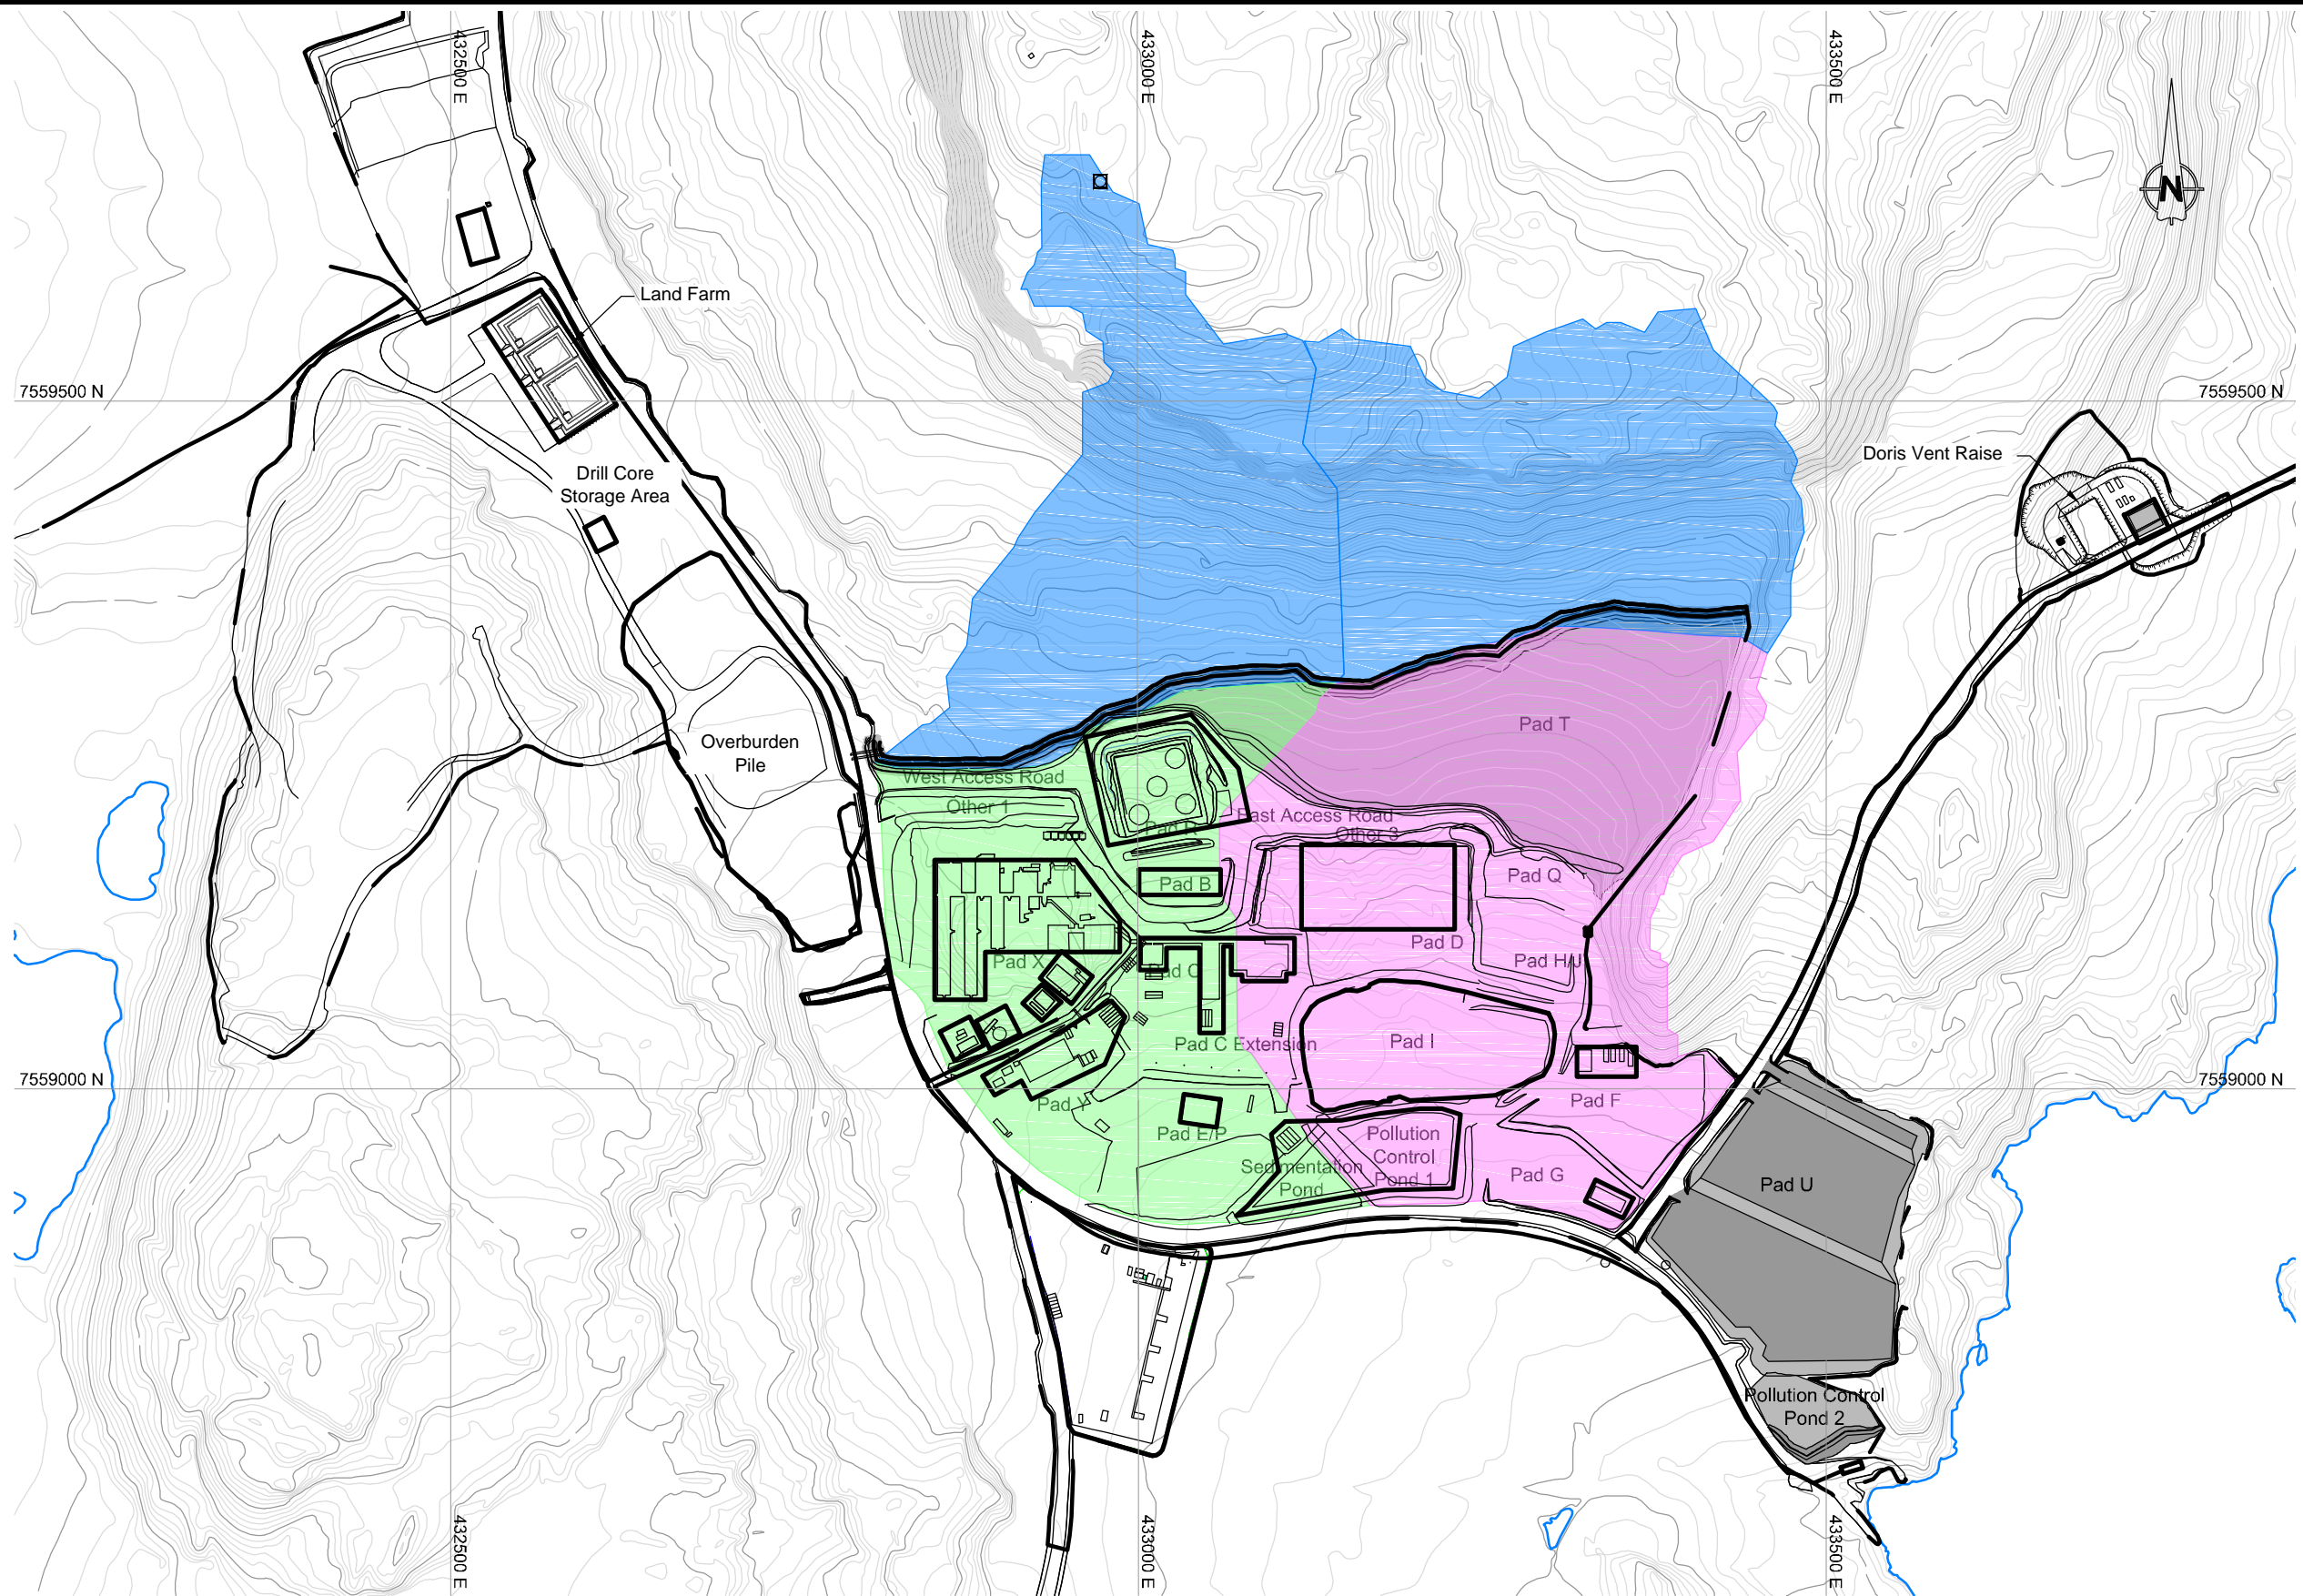 432500 E
433000 E
433500 E
N
Land Farm
7559500 N
7559500 N
Doris Vent Raise
Drill Core
Storage Area
Pad T
Overburden
Pile
West Access Road
Other 1
East Access Road
Pad R
Other 3
Pad B
Pad Q
Pad D
Pad X
Pad C
Pad H/J
Pad C Extension
Pad I
7559000 N
7559000 N
Pad Y
Pad F
Pad E/P
Pollution
Control
Pond 1
Sedimentation
Pond
Pad G
Pad U
Pollution Control
Pond 2
432500 E
433000 E
433500 E